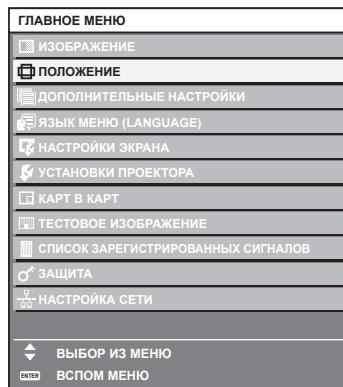 ГЛАВНОЕ МЕНЮ
ИЗОБРАЖЕНИЕ
ПОЛОЖЕНИЕ
ДОПОЛНИТЕЛЬНЫЕ НАСТРОЙКИ
ЯЗЫК МЕНЮ (LANGUAGE)
НАСТРОЙКИ ЭКРАНА
УСТАНОВКИ ПРОЕКТОРА
КАРТ В КАРТ
ТЕСТОВОЕ ИЗОБРАЖЕНИЕ
СПИСОК ЗАРЕГИСТРИРОВАННЫХ СИГНАЛОВ
ЗАЩИТА
НАСТРОЙКА СЕТИ
ВЫБОР ИЗ МЕНЮ
ENTER ВСПОМ МЕНЮ